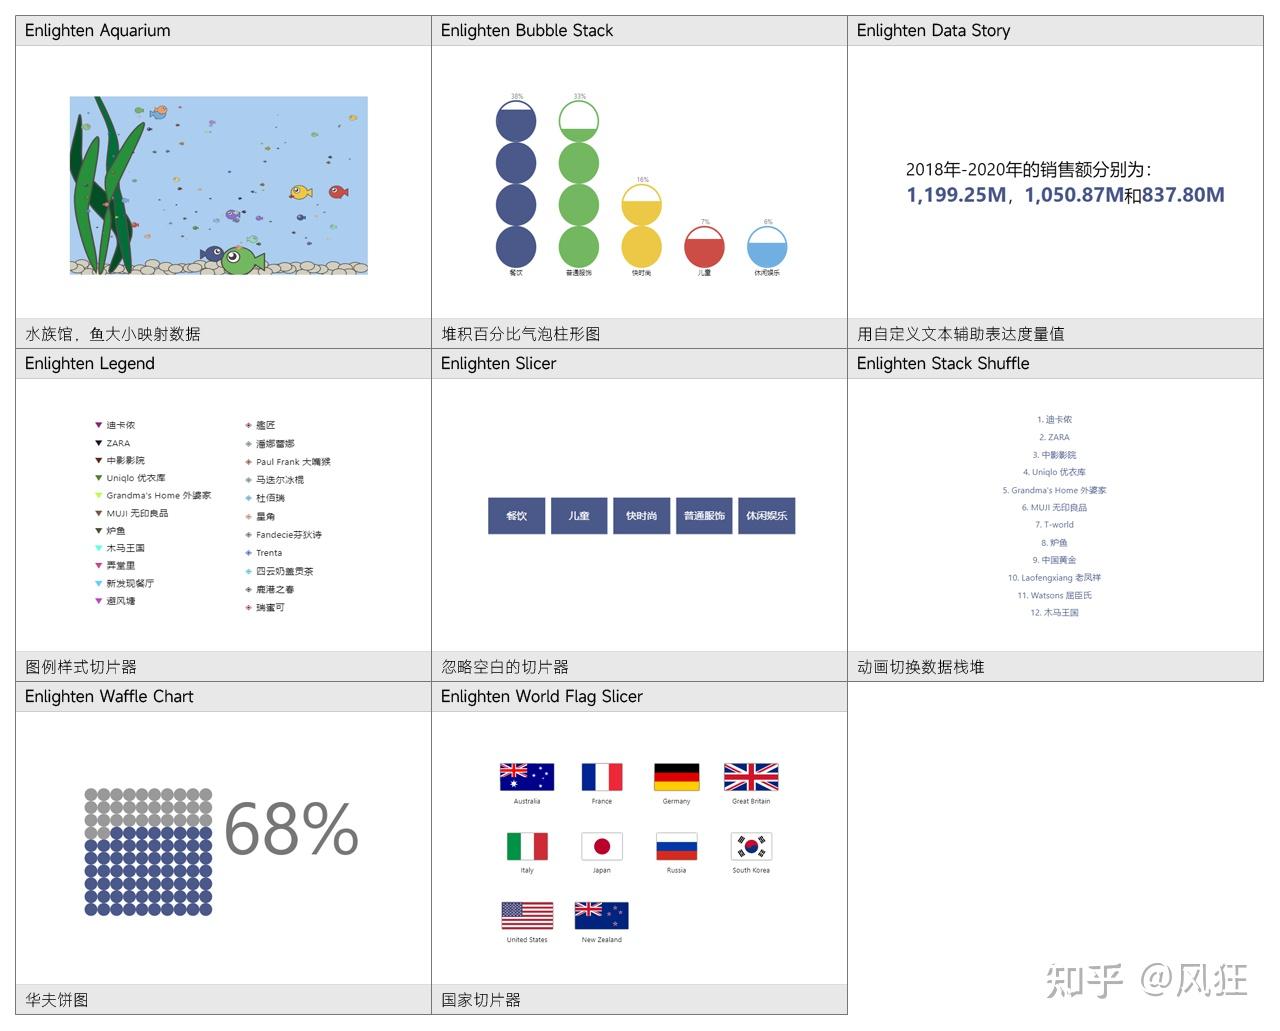 Enlighten Aquarium
水族馆，鱼大小映射数据
Enlighten Bubble Stack
38%
33%
16%
7%
6%
餐饮
普通服饰
快时尚
儿童
休闲娱乐
堆积百分比气泡柱形图
Enlighten Data Story
2018年-2020年的销售额分别为：
1,199.25M，1,050.87M和837.80M
用自定义文本辅助表达度量值
Enlighten Legend
迪卡侬
ZARA
中影影院
Uniqlo 优衣库
Grandma's Home 外婆家
MUJI 无印良品
炉鱼
木马王国
弄堂里
新发现餐厅
避风塘
艦匠
潘娜蕾娜
Paul Frank 大嘴猴
马迭尔冰棍
杜佰瑞
星角
Fandecie芬狄诗
Trenta
四云奶盖贡茶
鹿港之春
瑞蜜可
图例样式切片器
Enlighten Slicer
餐饮
儿童
快时尚
普通服饰
休闲娱乐
忽略空白的切片器
Enlighten Stack Shuffle
1. 迪卡侬
2. ZARA
3. 中影影院
4. Uniqlo 优衣库
5. Grandma's Home 外婆家
6. MUJI 无印良品
7. T-world
8. 炉鱼
9. 中国黄金
10. Laofengxiang 老凤祥
11. Watsons 屈臣氏
12. 木马王国
动画切换数据栈堆
Enlighten Waffle Chart
68%
华夫饼图
Enlighten World Flag Slicer
Australia
France
Germany
Great Britain
Italy
Japan
Russia
South Korea
United States
New Zealand
国家切片器
知乎 @风狂